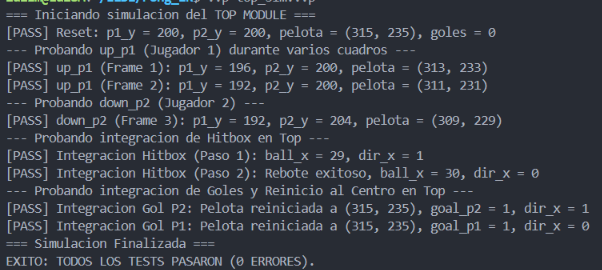 === Iniciando simulacion del TOP MODULE ===
[PASS] Reset: p1_y = 200, p2_y = 200, pelota = (315, 235), goles = 0
--- Probando up_p1 (Jugador 1) durante varios cuadros ---
[PASS] up_p1 (Frame 1): p1_y = 196, p2_y = 200, pelota = (313, 233)
[PASS] up_p1 (Frame 2): p1_y = 192, p2_y = 200, pelota = (311, 231)
--- Probando down_p2 (Jugador 2) ---
[PASS] down_p2 (Frame 3): p1_y = 192, p2_y = 204, pelota = (309, 229)
--- Probando integracion de Hitbox en Top ---
[PASS] Integracion Hitbox (Paso 1): ball_x = 29, dir_x = 1
[PASS] Integracion Hitbox (Paso 2): Rebote exitoso, ball_x = 30, dir_x = 0
--- Probando integracion de Goles y Reinicio al Centro en Top ---
[PASS] Integracion Gol P2: Pelota reiniciada a (315, 235), goal_p2 = 1, dir_x = 1
[PASS] Integracion Gol P1: Pelota reiniciada a (315, 235), goal_p1 = 1, dir_x = 0
=== Simulacion Finalizada ===
EXITO: TODOS LOS TESTS PASARON (0 ERRORES).